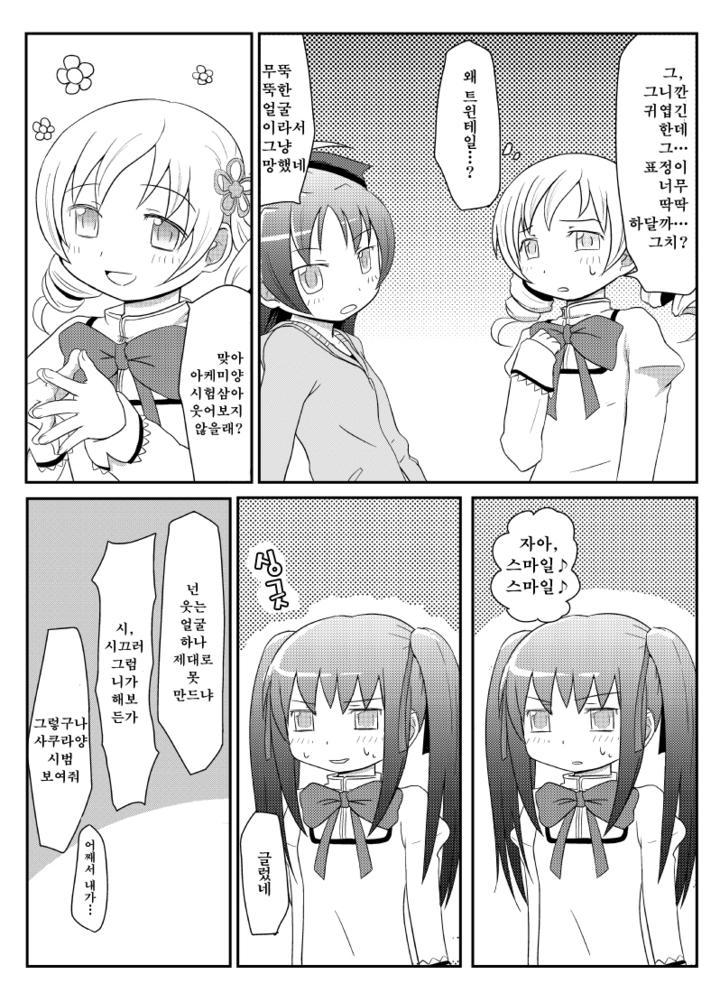 그,
그니깐
귀엽긴
한데
그…
표정이
너무
딱딱
하달까…
그치?
왜
트윈
테일…?
무뚝
뚝한
얼굴
이라서
그냥
망했네
맞아
아케미양
시험삼아
웃어보지
않을래?
자아,
스마일♪
스마일♪
싱긋
글렀네
넌
웃는
얼굴
하나
제대로
못
만드냐
시,
시끄러
그럼
니가
해보
든가
그렇구나
사쿠라양
시범
보여줘
어째서 내가…